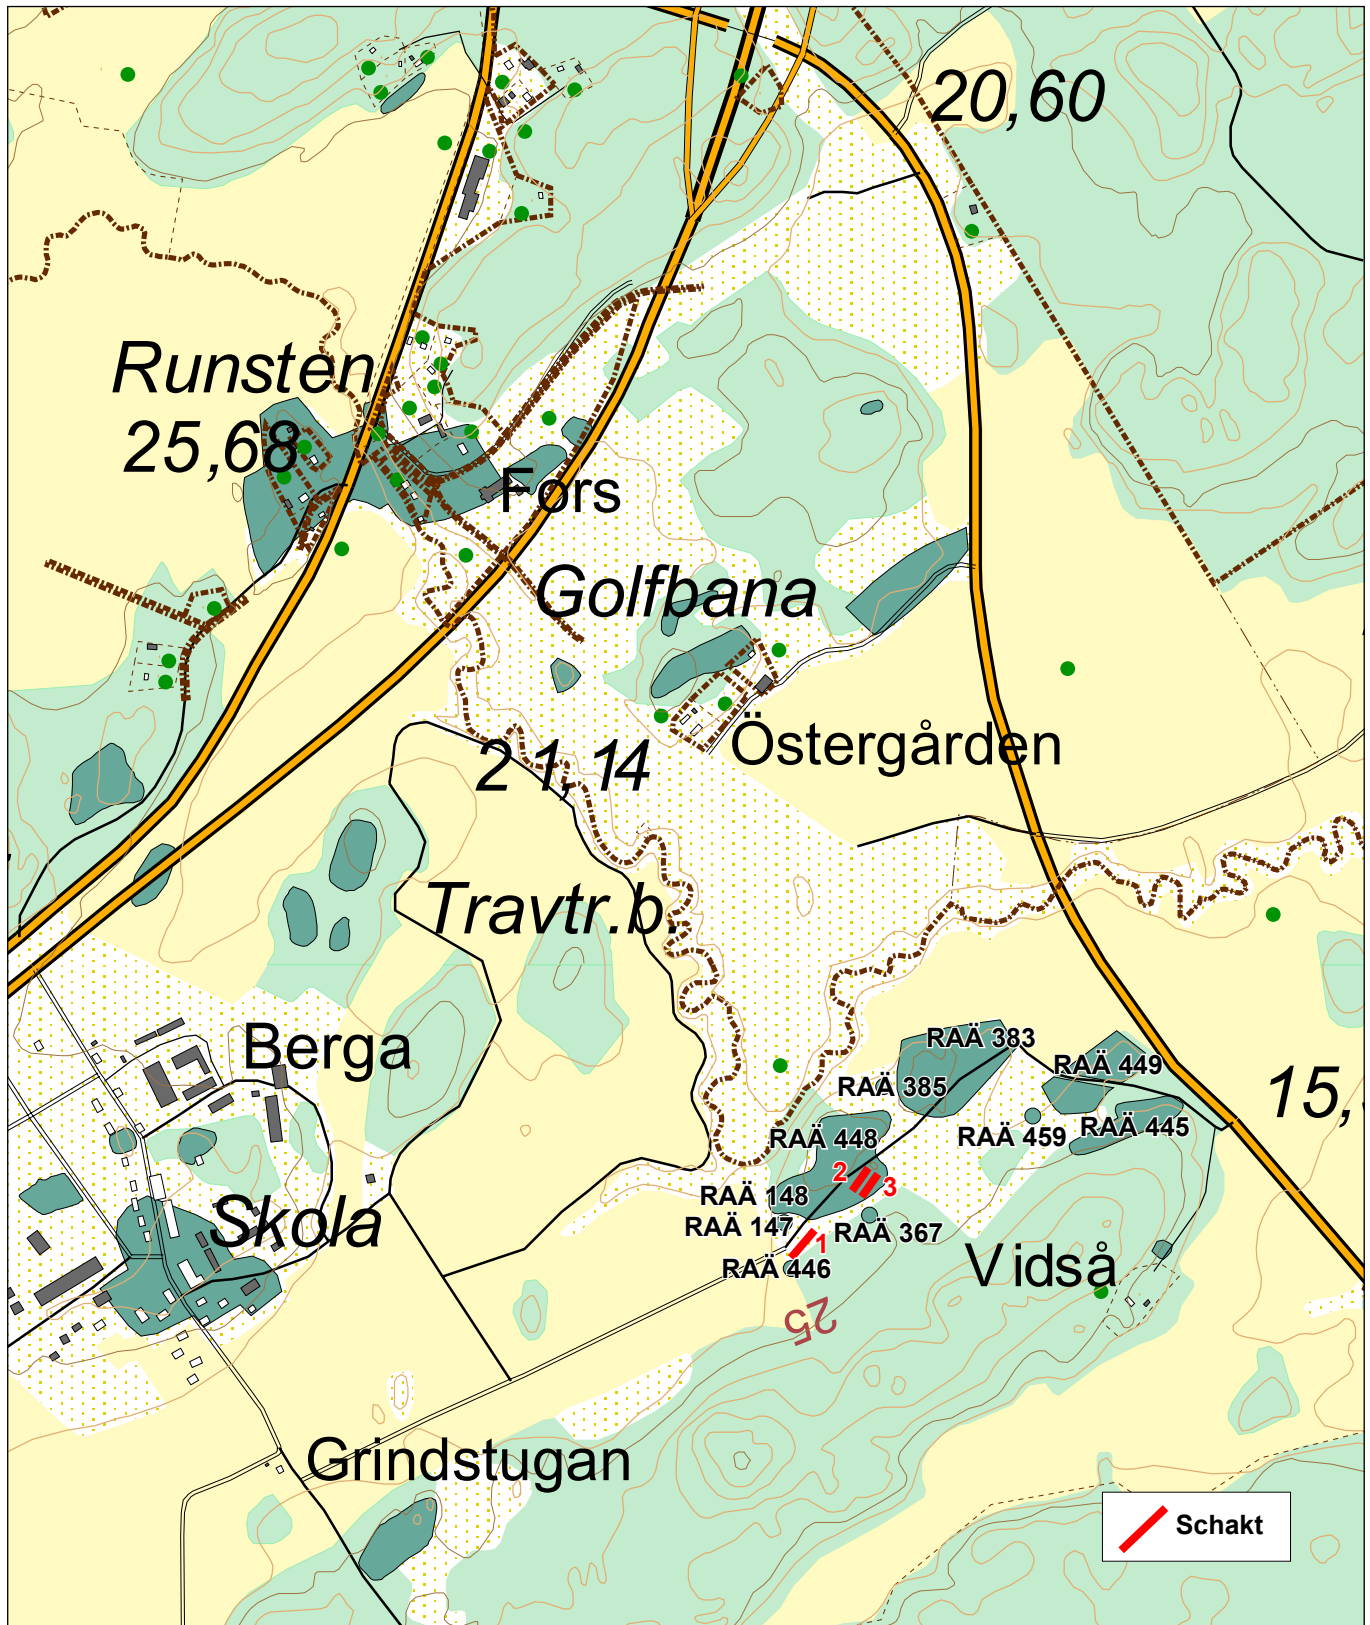 20,60
Runsten
25,68
Fors
Golfbana
Östergården
21,14
Travtr.b.
Berga
RAÄ 383
RAÄ 449
RAÄ 385
15,
RAÄ 448
RAÄ 459
RAÄ 445
2
3
RAÄ 148
RAÄ 147
RAÄ 367
Skola
1
RAÄ 446
Vidså
25
Grindstugan
Schakt